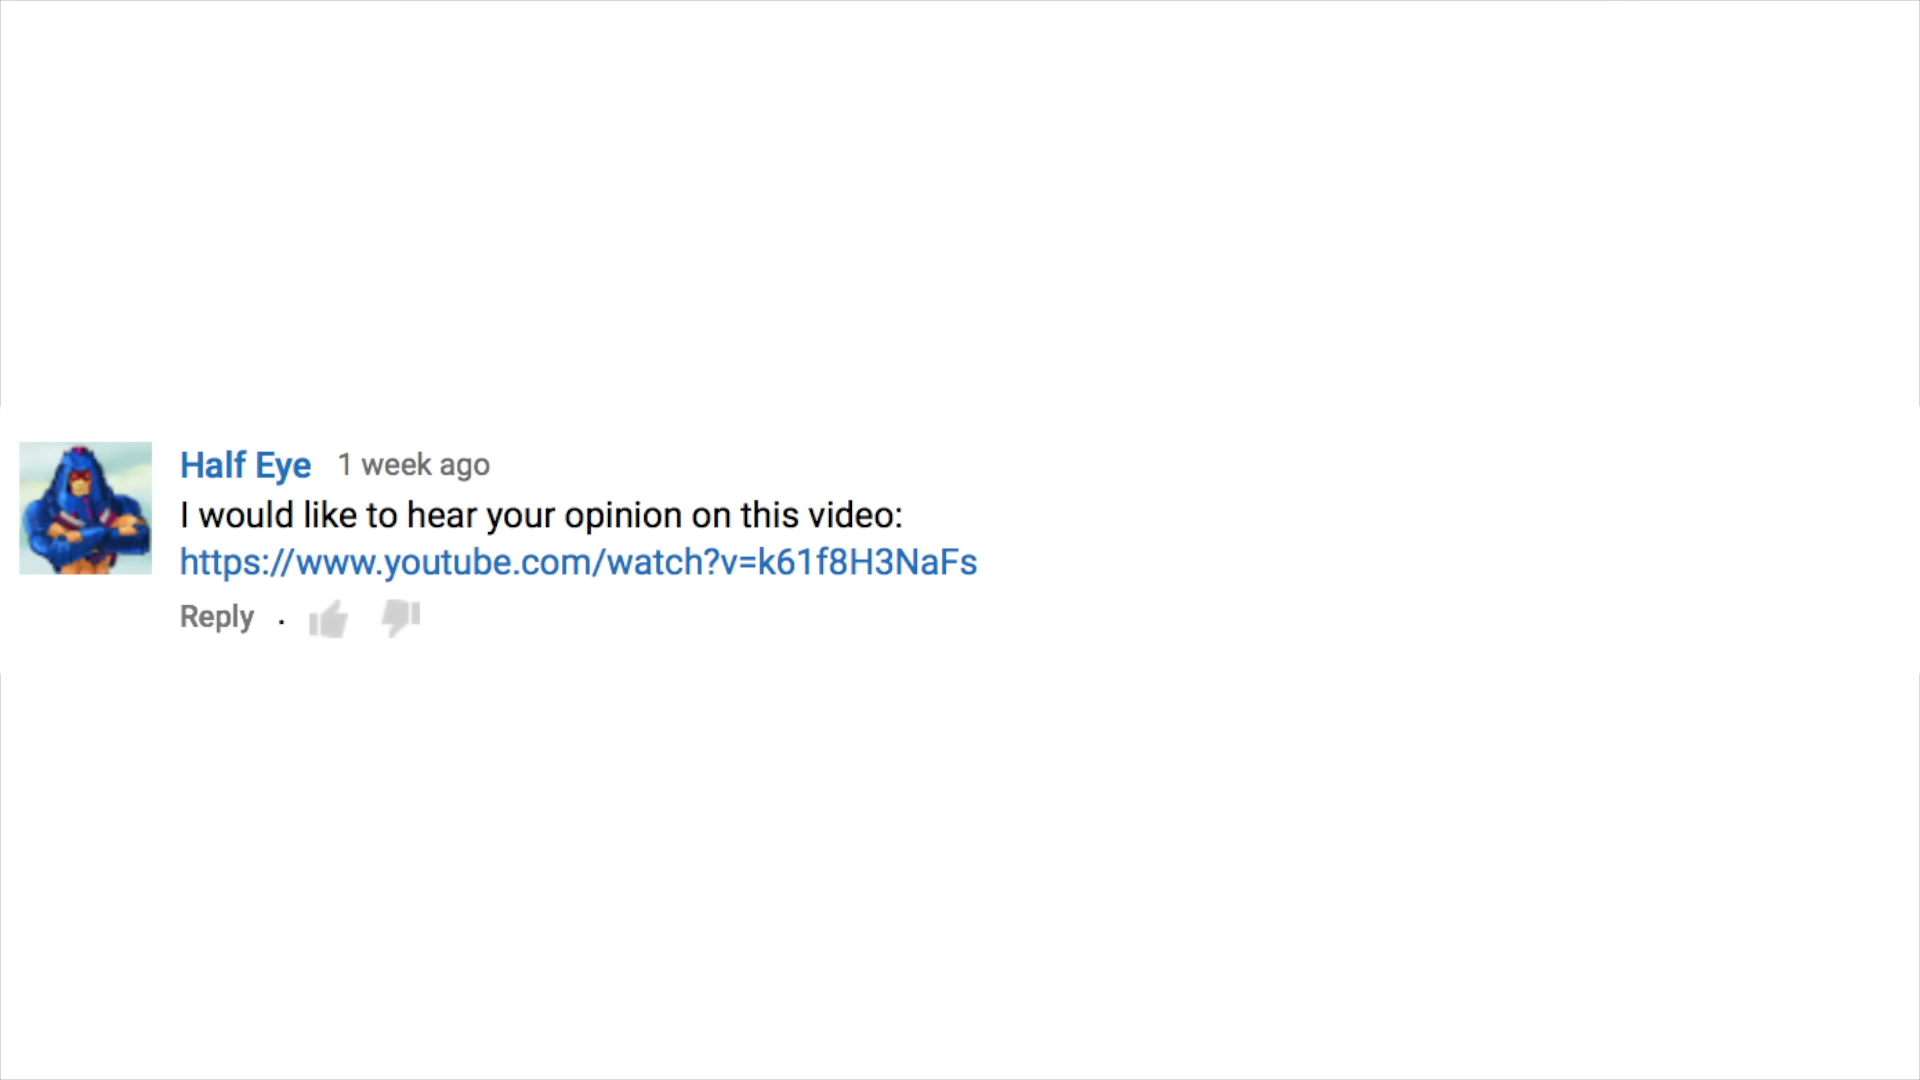 Half Eye 1 week ago
I would like to hear your opinion on this video:
https://www.youtube.com/watch?v=k61f8H3NaFs
Reply .